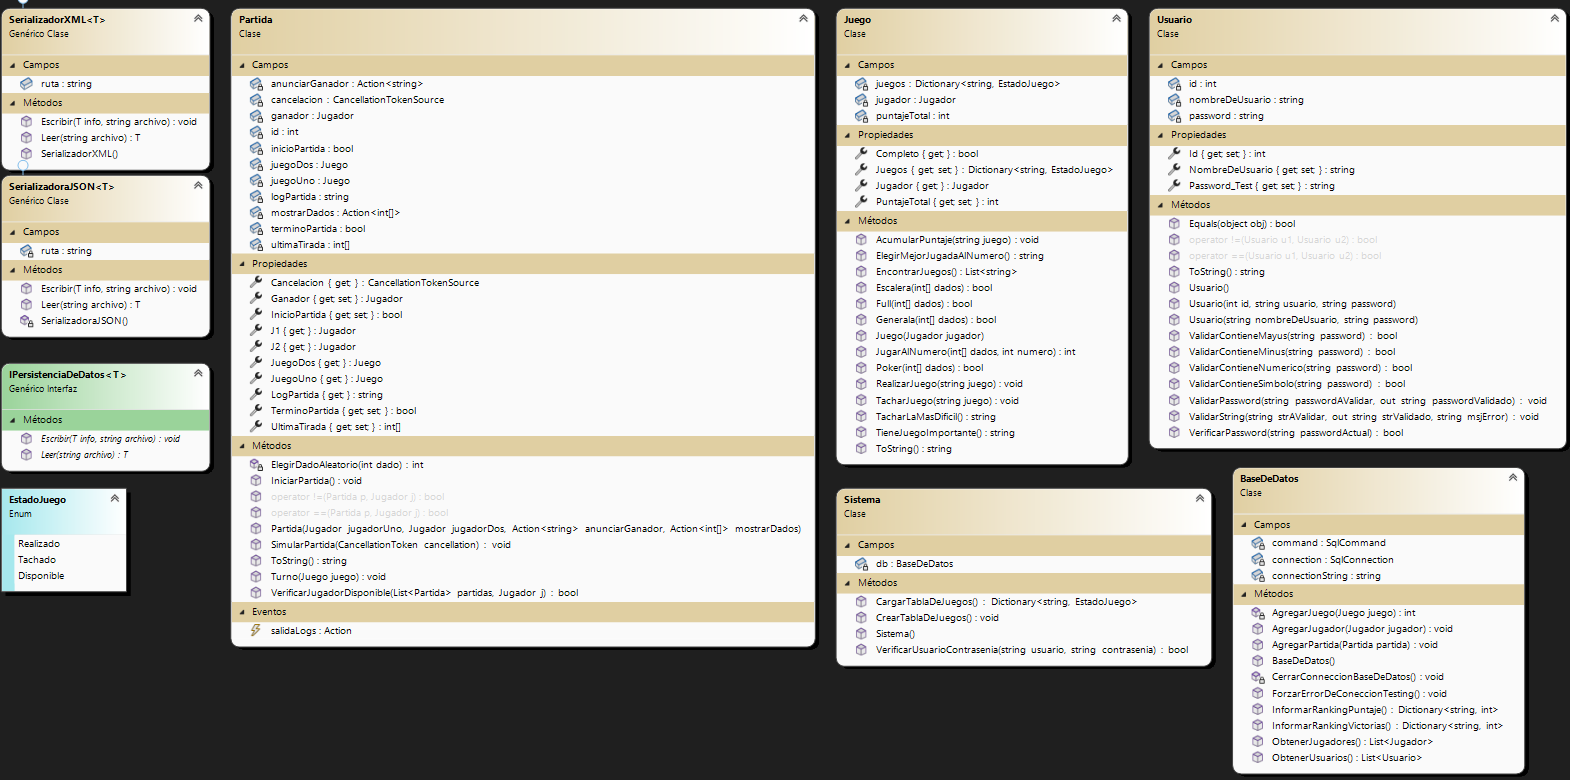 SerializadorXML<T>
Genérico Clase
Campos
ruta : string
Métodos
Escribir(T info, string archivo) : void
Leer(string archivo) : T
SerializadorXML()
SerializadoraJSON<T>
Genérico Clase
Campos
ruta : string
Métodos
Escribir(T info, string archivo) : void
Leer(string archivo) : T
SerializadoraJSON()
IPersistenciaDeDatos<T>
Genérico Interfaz
Métodos
Escribir(T info, string archivo) : void
Leer(string archivo) : T
EstadoJuego
Enum
Realizado
Tachado
Disponible
Partida
Clase
Campos
anunciarGanador : Action<string>
cancelacion : CancellationTokenSource
ganador : Jugador
id : int
inicioPartida : bool
juegoDos : Juego
juegoUno : Juego
logPartida : string
mostrarDados : Action<int[]>
terminoPartida : bool
ultimaTirada : int[]
Propiedades
Cancelacion { get; } : CancellationTokenSource
Ganador { get; set; } : Jugador
InicioPartida { get; set; } : bool
J1 { get; } : Jugador
J2 { get; } : Jugador
JuegoDos { get; } : Juego
JuegoUno { get; } : Juego
LogPartida { get; } : string
TerminoPartida { get; set; } : bool
UltimaTirada { get; set; } : int[]
Métodos
ElegirDadoAleatorio(int dado) : int
IniciarPartida() : void
operator !=(Partida p, Jugador j) : bool
operator ==(Partida p, Jugador j) : bool
Partida(Jugador jugadorUno, Jugador jugadorDos, Action<string> anunciarGanador, Action<int[]> mostrarDados)
SimularPartida(CancellationToken cancellation) : void
ToString() : string
Turno(Juego juego) : void
VerificarJugadorDisponible(List<Partida> partidas, Jugador j) : bool
Eventos
salidaLogs : Action
Juego
Clase
Campos
juegos : Dictionary<string, EstadoJuego>
jugador : Jugador
puntajeTotal : int
Propiedades
Completo { get; } : bool
Juegos { get; set; } : Dictionary<string, EstadoJuego>
Jugador { get; } : Jugador
PuntajeTotal { get; set; } : int
Métodos
AcumularPuntaje(string juego) : void
ElegirMejorJugadaAlNumero() : string
EncontrarJuegos() : List<string>
Escalera(int[] dados) : bool
Full(int[] dados) : bool
Generala(int[] dados) : bool
Juego(Jugador jugador)
JugarAlNumero(int[] dados, int numero) : int
Poker(int[] dados) : bool
RealizarJuego(string juego) : void
TacharJuego(string juego) : void
TacharLaMasDificil() : string
TieneJuegoImportante() : string
ToString() : string
Sistema
Clase
Campos
db : BaseDeDatos
Métodos
CargarTablaDeJuegos() : Dictionary<string, EstadoJuego>
CrearTablaDeJuegos() : void
Sistema()
VerificarUsuarioContrasenia(string usuario, string contrasenia) : bool
Usuario
Clase
Campos
id : int
nombreDeUsuario : string
password : string
Propiedades
Id { get; set; } : int
NombreDeUsuario { get; set; } : string
Password_Test { get; set; } : string
Métodos
Equals(object obj) : bool
operator !=(Usuario u1, Usuario u2) : bool
operator ==(Usuario u1, Usuario u2) : bool
ToString() : string
Usuario()
Usuario(int id, string usuario, string password)
Usuario(string nombreDeUsuario, string password)
ValidarContieneMayus(string password) : bool
ValidarContieneMinus(string password) : bool
ValidarContieneNumerico(string password) : bool
ValidarContieneSimbolo(string password) : bool
ValidarPassword(string passwordAValidar, out string passwordValidado) : void
ValidarString(string strAValidar, out string strValidado, string msjError) : void
VerificarPassword(string passwordActual) : bool
BaseDeDatos
Clase
Campos
command : SqlCommand
connection : SqlConnection
connectionString : string
Métodos
AgregarJuego(Juego juego) : int
AgregarJugador(Jugador jugador) : void
AgregarPartida(Partida partida) : void
BaseDeDatos()
CerrarConneccionBaseDeDatos() : void
ForzarErrorDeConeccionTesting() : void
InformarRankingPuntaje() : Dictionary<string, int>
InformarRankingVictorias() : Dictionary<string, int>
ObtenerJugadores() : List<Jugador>
ObtenerUsuarios() : List<Usuario>